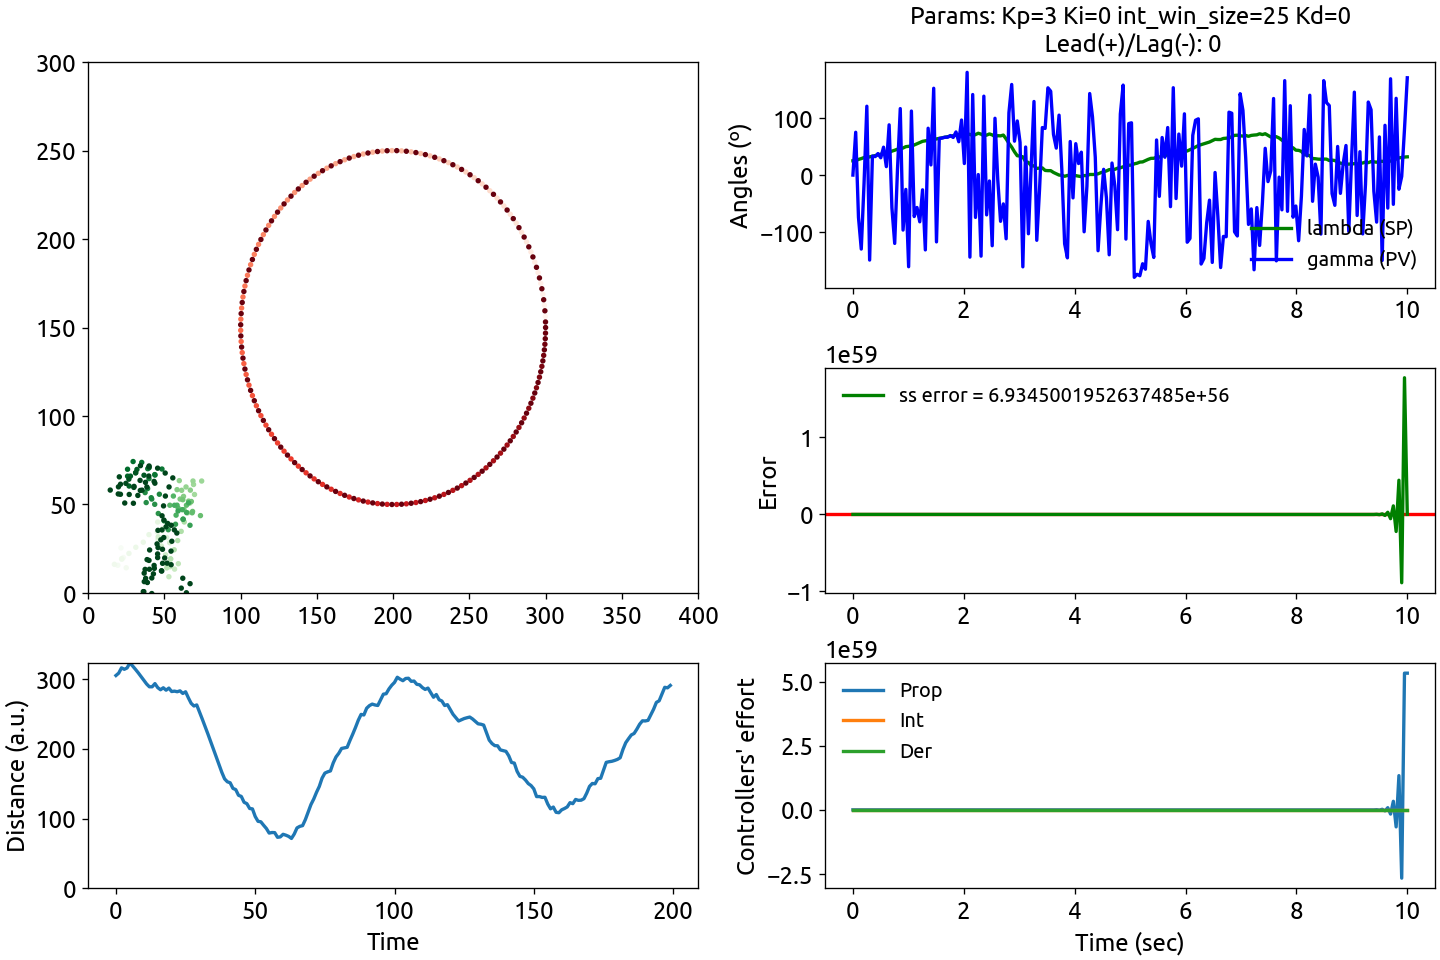 Params: Kp=3 Ki=0 int_win_size=25 Kd=0
Lead(+)/Lag(-): 0
300
250
200
150
100
50
0
0 50 100 150 200 250 300 350 400
Angles (°)
100
0
−100
lambda (SP)
gamma (PV)
0 2 4 6 8 10
1e59
Error
1
0
−1
ss error = 6.9345001952637485e+56
0 2 4 6 8 10
Distance (a.u.)
300
200
100
0
0 50 100 150 200
Time
1e59
Controllers' effort
5.0
2.5
0.0
−2.5
Prop
Int
Der
0 2 4 6 8 10
Time (sec)